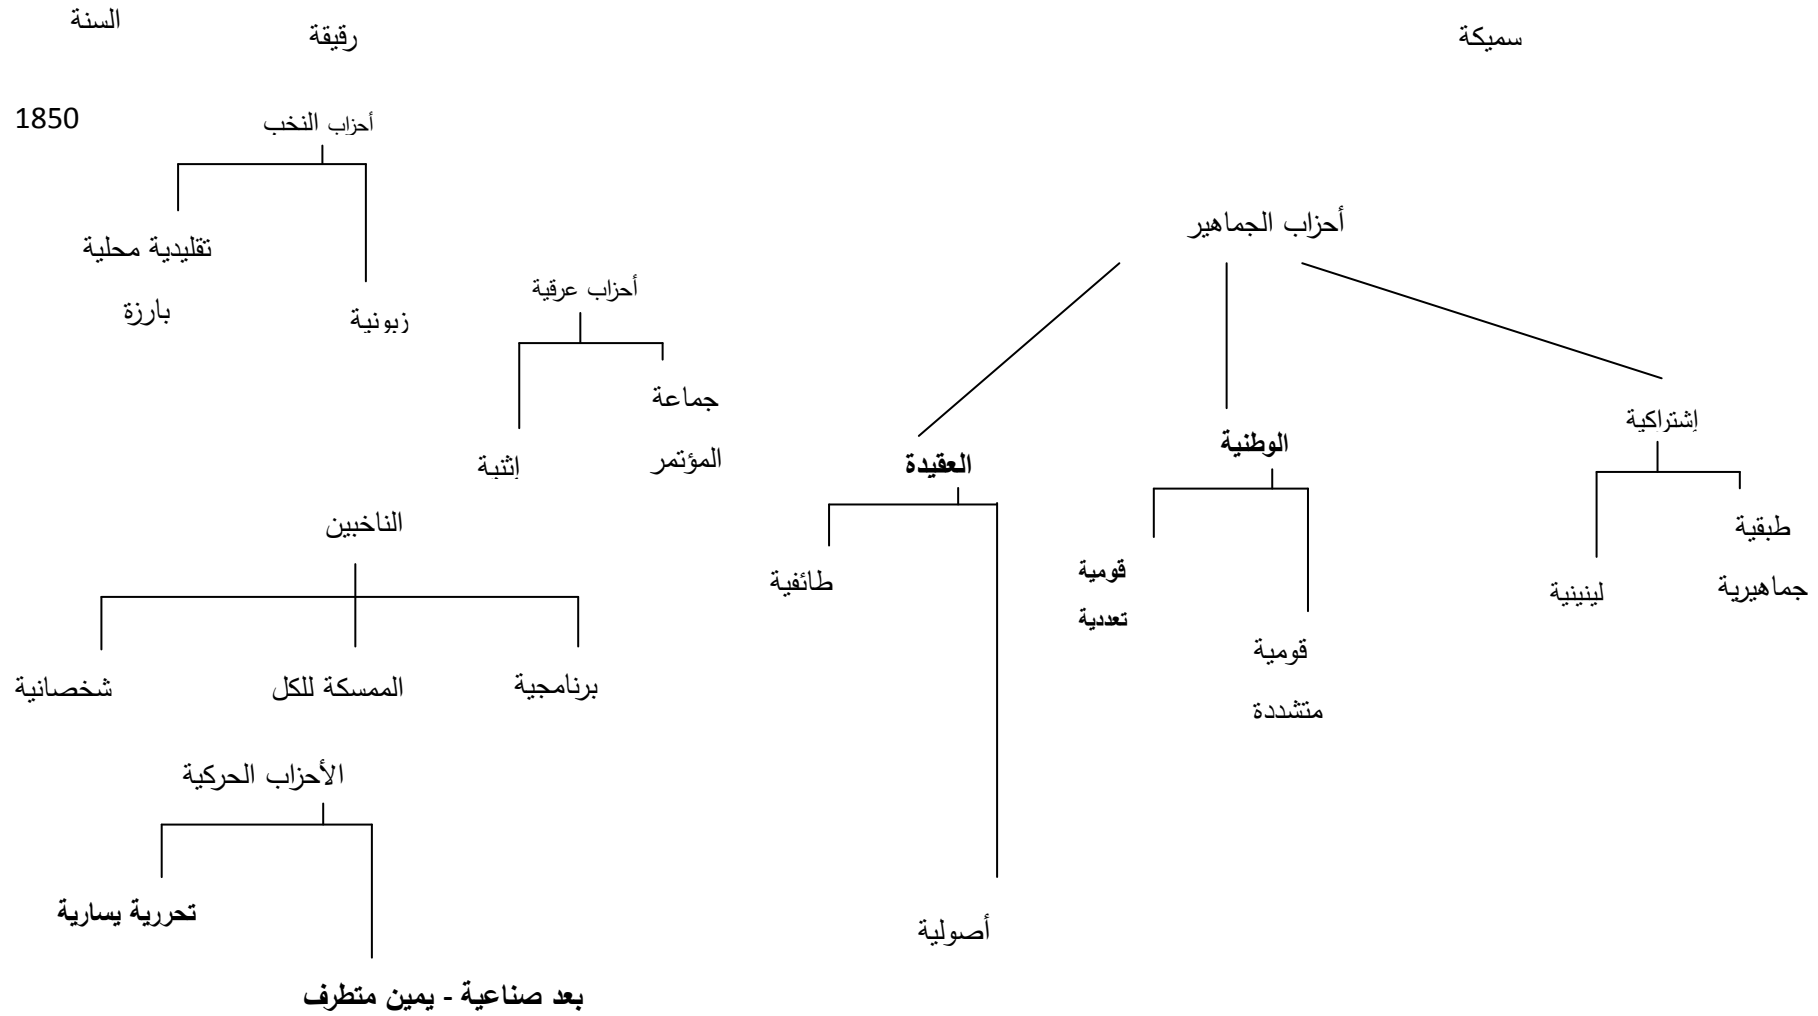 السنة
رقيقة
سميكة
1850
أحزاب النخب
أحزاب الجماهير
تقليدية محلية
بارزة
زبونية
أحزاب عرقية
جماعة
المؤتمر
إثنية
العقيدة
الوطنية
إشتراكية
الناخبين
طائفية
قومية
تعددية
لينينية
طبقية
جماهيرية
قومية
متشددة
شخصانية
الممسكة للكل
برنامجية
الأحزاب الحركية
تحررية يسارية
أصولية
بعد صناعية - يمين متطرف